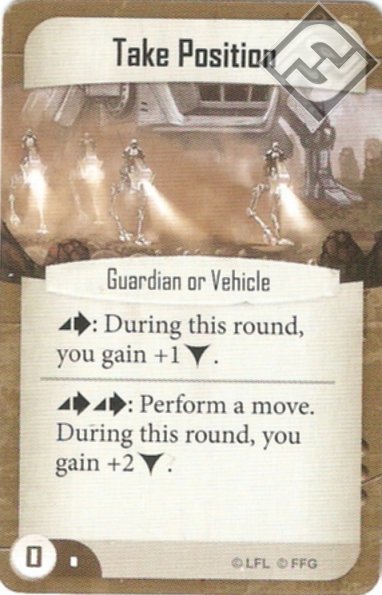 Take Position
Guardian or Vehicle
: During this round,
you gain +1 .
: Perform a move.
During this round, you
gain +2 .
0
© LFL © FFG